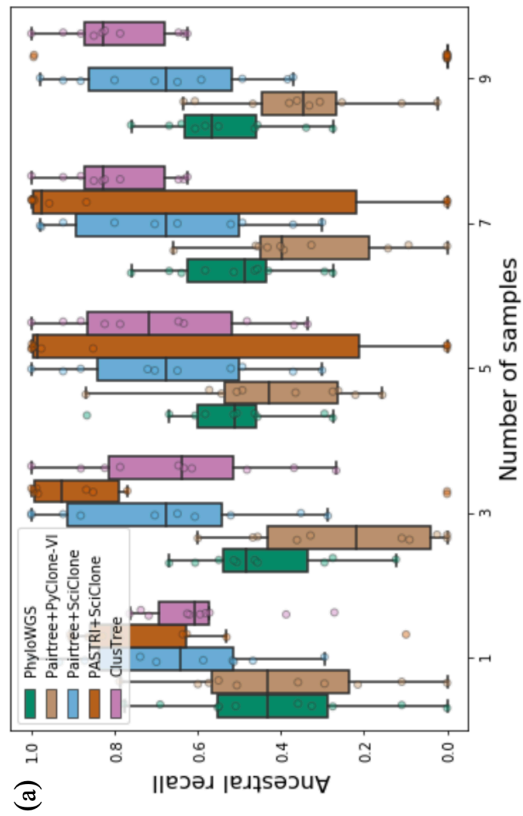 (a)
Ancestral recall
1.0
0.8
0.6
0.4
0.2
0.0
PhyloWGS
Pairtree+PyClone-VI
Pairtree+SciClone
PASTRI+SciClone
ClusTree
1
3
5
7
9
Number of samples